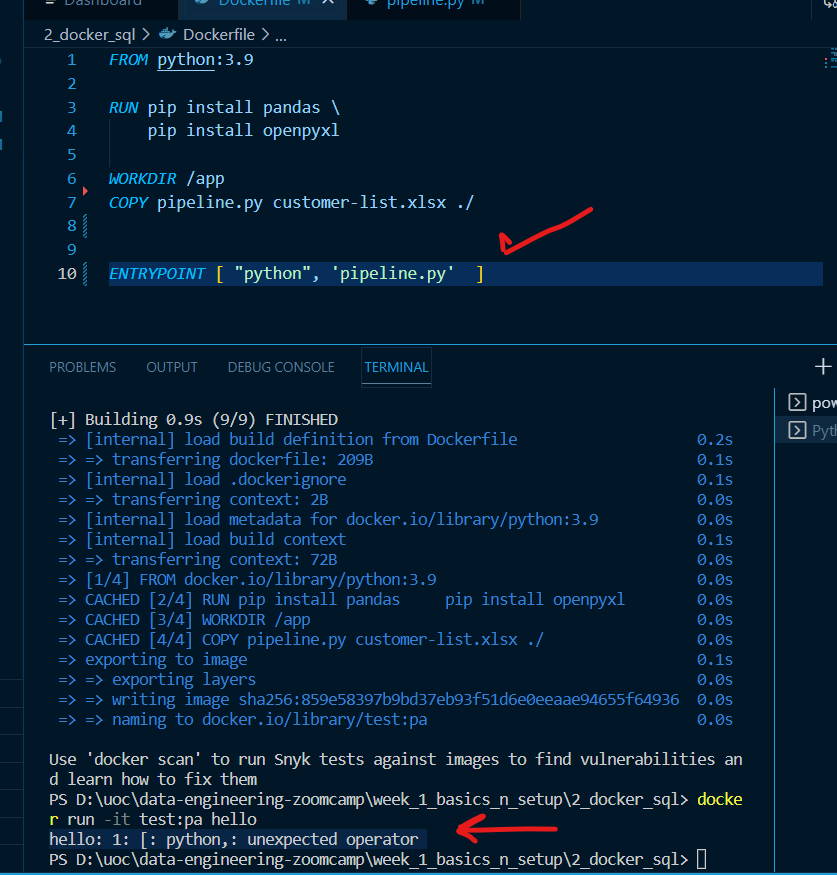 Dashboard Dockerfile M pipeline.py M
2_docker_sql > Dockerfile > ...
1 FROM python:3.9
2
3 RUN pip install pandas \
4 pip install openpyxl
5
6 WORKDIR /app
7 COPY pipeline.py customer-list.xlsx ./
8
9
10 ENTRYPOINT [ "python", 'pipeline.py'  ]
PROBLEMS OUTPUT DEBUG CONSOLE TERMINAL
[+] Building 0.9s (9/9) FINISHED
=> [internal] load build definition from Dockerfile 0.2s
=> => transferring dockerfile: 209B 0.1s
=> [internal] load .dockerignore 0.1s
=> => transferring context: 2B 0.0s
=> [internal] load metadata for docker.io/library/python:3.9 0.0s
=> [internal] load build context 0.1s
=> => transferring context: 72B 0.0s
=> [1/4] FROM docker.io/library/python:3.9 0.0s
=> CACHED [2/4] RUN pip install pandas     pip install openpyxl 0.0s
=> CACHED [3/4] WORKDIR /app 0.0s
=> CACHED [4/4] COPY pipeline.py customer-list.xlsx ./ 0.0s
=> exporting to image 0.1s
=> => exporting layers 0.0s
=> => writing image sha256:859e58397b9bd37eb93f51d6e0eeaae94655f64936 0.0s
=> => naming to docker.io/library/test:pa 0.0s
Use 'docker scan' to run Snyk tests against images to find vulnerabilities an
d learn how to fix them
PS D:\uoc\data-engineering-zoomcamp\week_1_basics_n_setup\2_docker_sql> docke
r run -it test:pa hello
hello: 1: [: python,: unexpected operator
PS D:\uoc\data-engineering-zoomcamp\week_1_basics_n_setup\2_docker_sql>
pow
Pyth